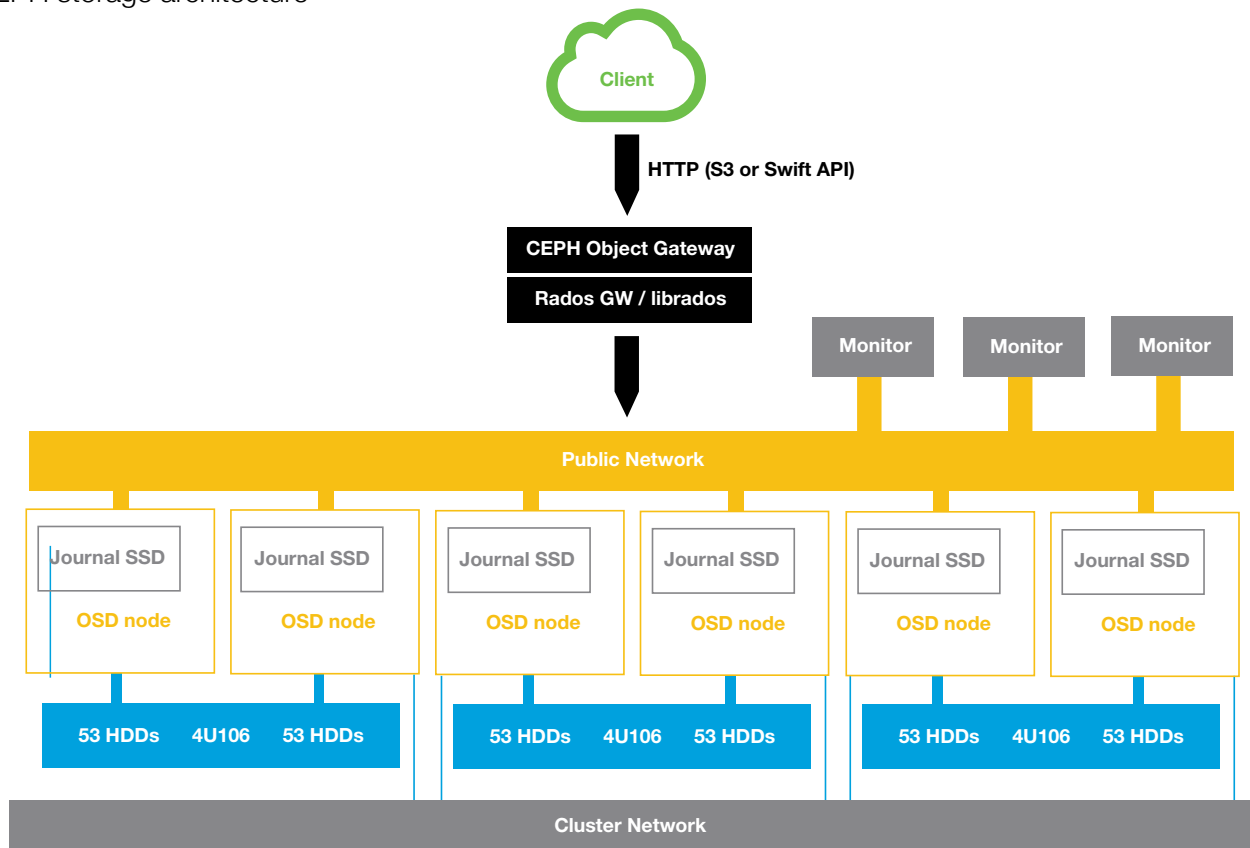 storage architecture
Client
HTTP (S3 or Swift API)
CEPH Object Gateway
Rados GW / librados
Monitor Monitor Monitor
Public Network
Journal SSD Journal SSD Journal SSD Journal SSD Journal SSD Journal SSD
OSD node OSD node OSD node OSD node OSD node OSD node
53 HDDs 4U106 53 HDDs 53 HDDs 4U106 53 HDDs 53 HDDs 4U106 53 HDDs
Cluster Network